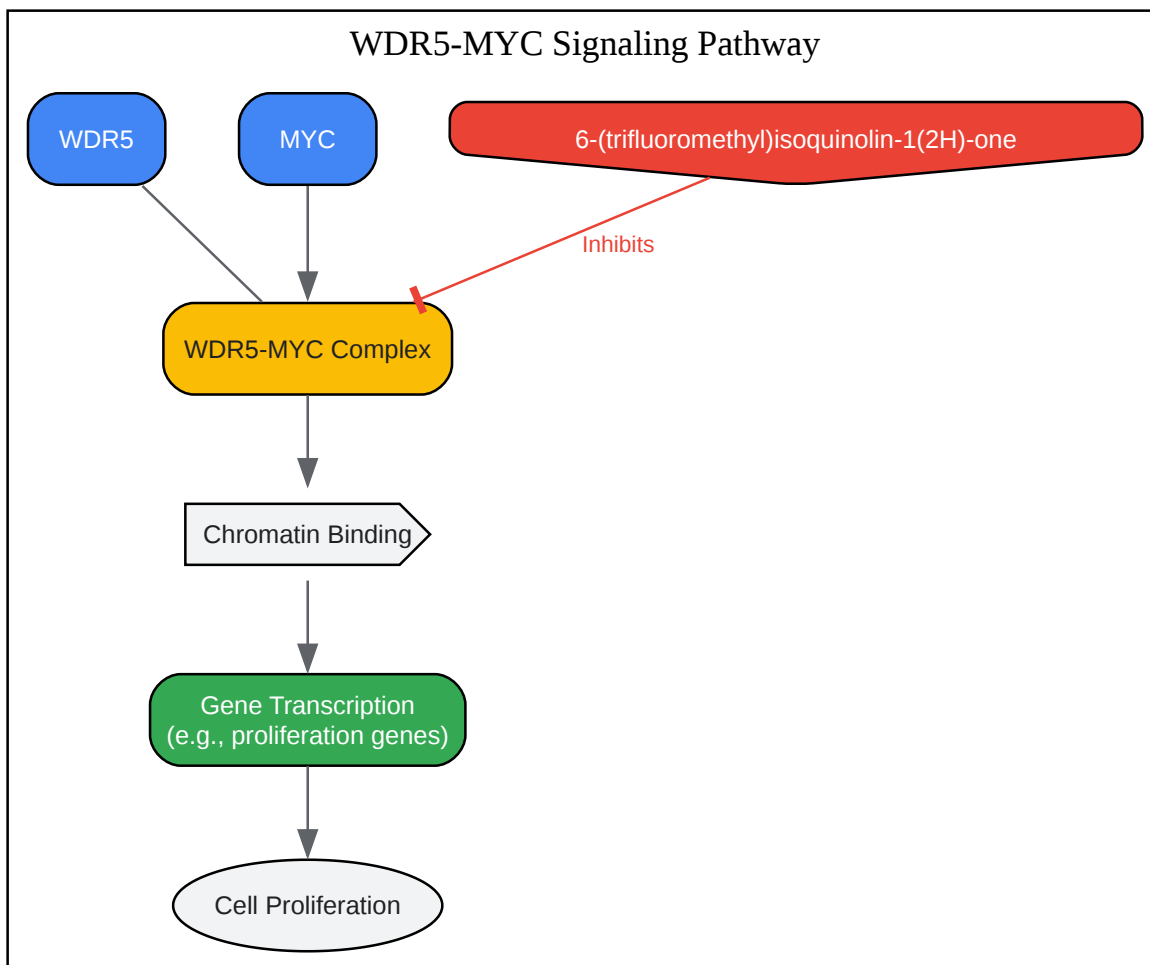 WDR5-MYC Signaling Pathway
WDR5
MYC
6-(trifluoromethyl)isoquinolin-1(2H)-one
Inhibits
WDR5-MYC Complex
Chromatin Binding
Gene Transcription
(e.g., proliferation genes)
Cell Proliferation